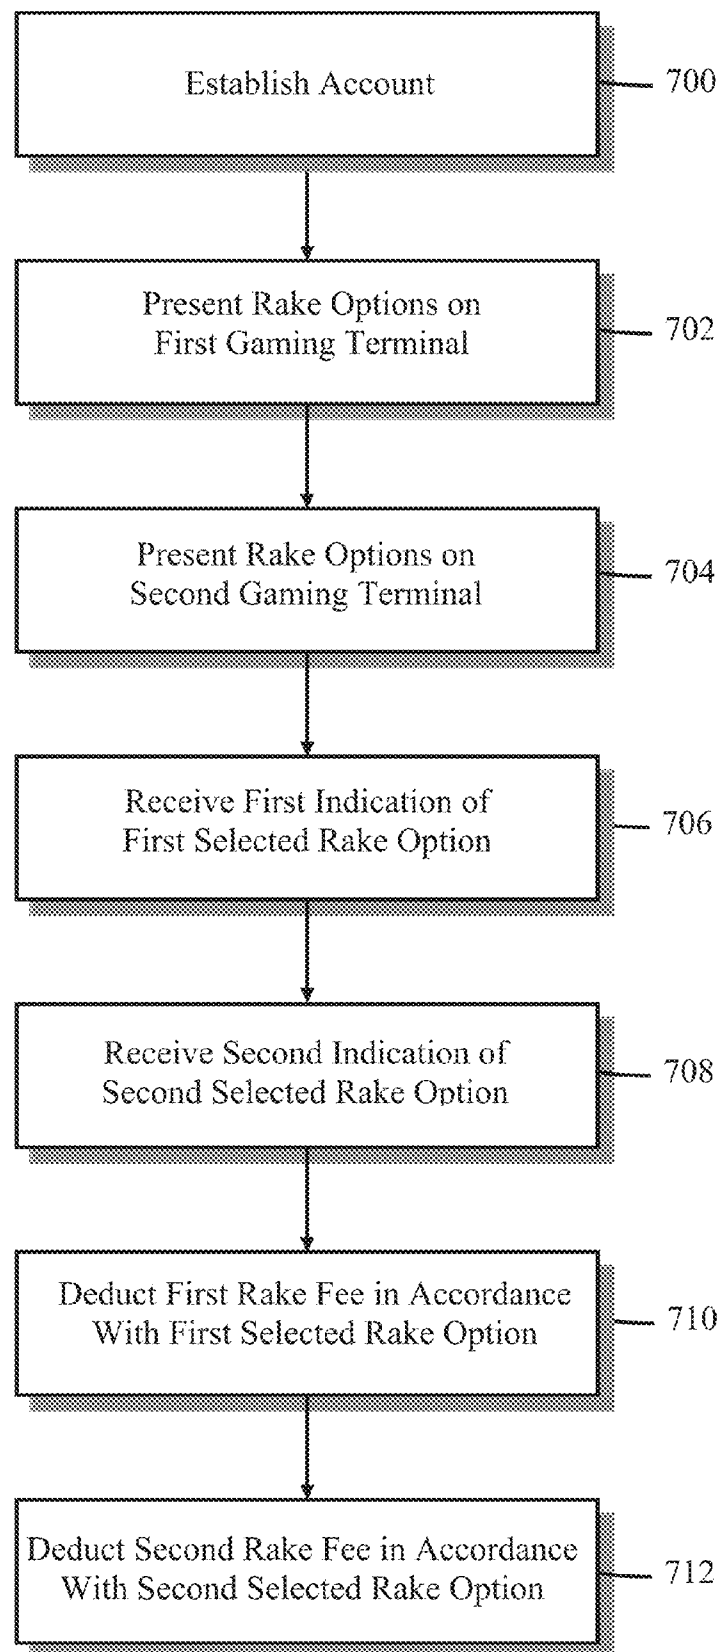 Establish Account
700
Present Rake Options on
First Gaming Terminal
702
Present Rake Options on
Second Gaming Terminal
704
Receive First Indication of
First Selected Rake Option
706
Receive Second Indication of
Second Selected Rake Option
708
Deduct First Rake Fee in Accordance
With First Selected Rake Option
710
Deduct Second Rake Fee in Accordance
With Second Selected Rake Option
712